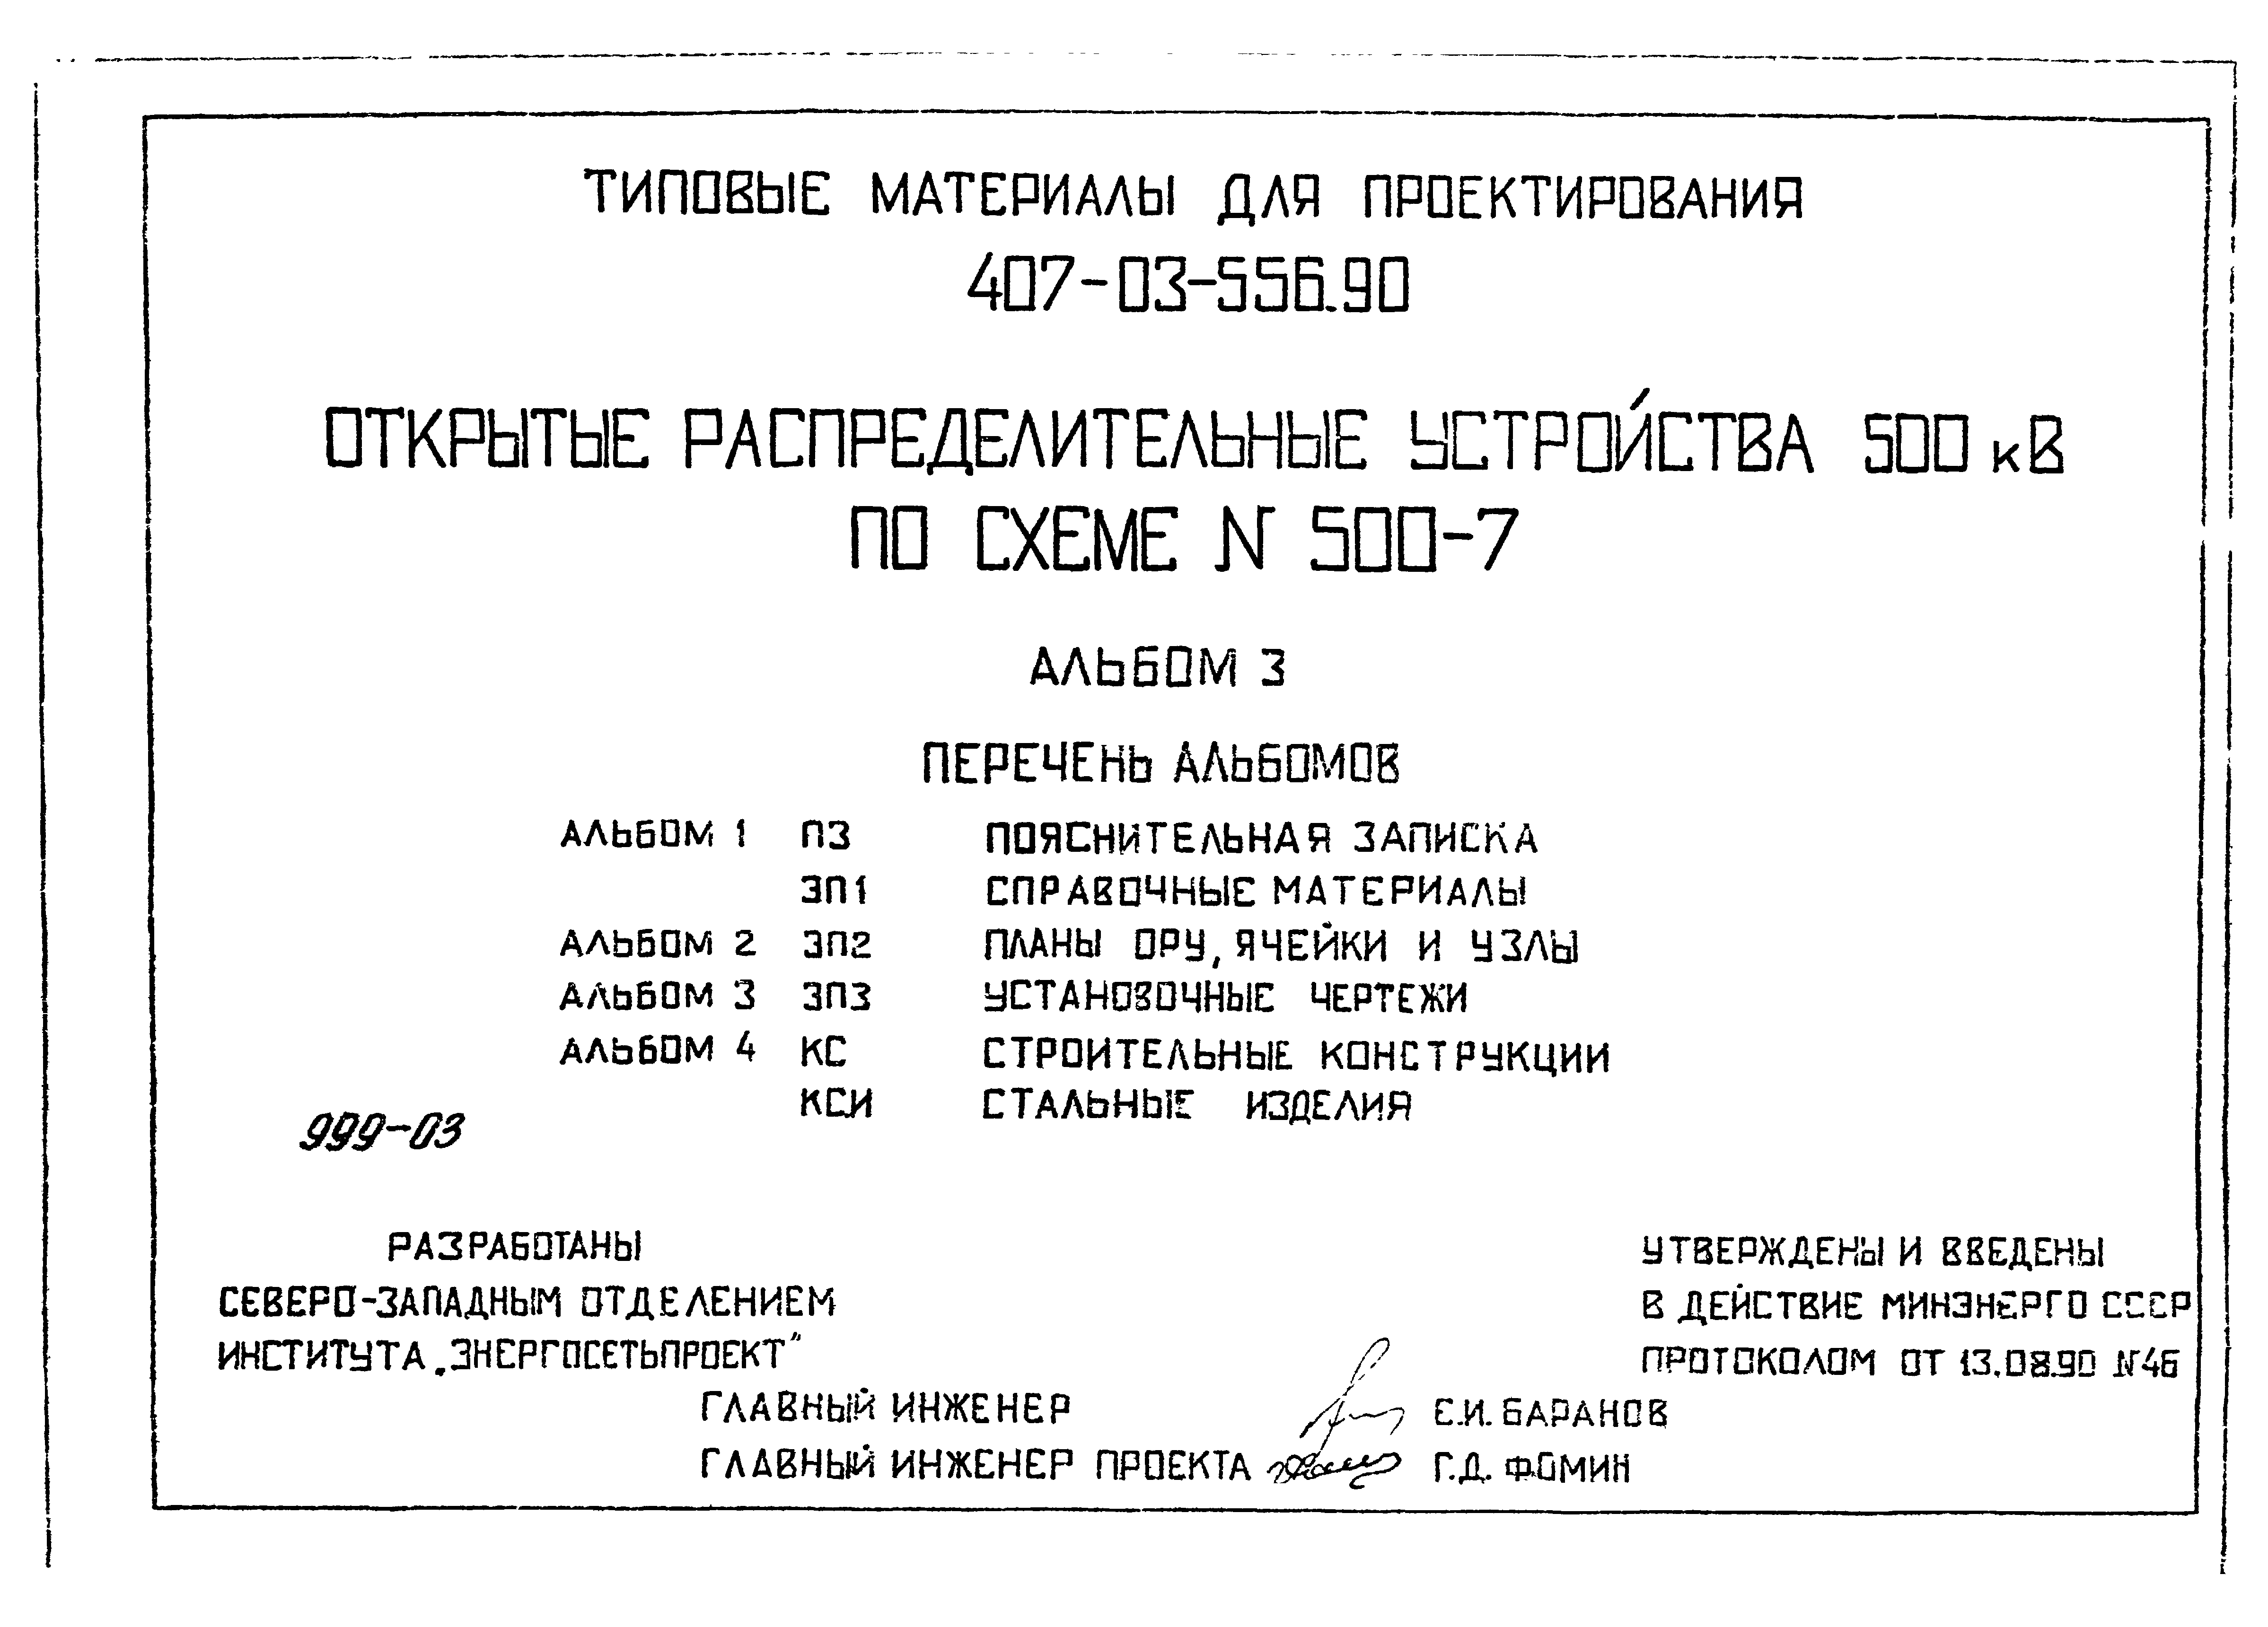 ТИПОВЫЕ МАТЕРИАЛЫ ДЛЯ ПРОЕКТИРОВАНИЯ
407-03-556.90
ОТКРЫТЫЕ РАСПРЕДЕЛИТЕЛЬНЫЕ УСТРОЙСТВА 500 кВ
ПО СХЕМЕ N 500-7
АЛЬБОМ 3
ПЕРЕЧЕНЬ АЛЬБОМОВ
АЛЬБОМ 1 ПЗ ПОЯСНИТЕЛЬНАЯ ЗАПИСКА
ЭП1 СПРАВОЧНЫЕ МАТЕРИАЛЫ
АЛЬБОМ 2 ЭП2 ПЛАНЫ ОРУ, ЯЧЕЙКИ И УЗЛЫ
АЛЬБОМ 3 ЭП3 УСТАНОВОЧНЫЕ ЧЕРТЕЖИ
АЛЬБОМ 4 КС СТРОИТЕЛЬНЫЕ КОНСТРУКЦИИ
КСИ СТАЛЬНЫЕ ИЗДЕЛИЯ
999-03
РАЗРАБОТАНЫ
СЕВЕРО-ЗАПАДНЫМ ОТДЕЛЕНИЕМ
ИНСТИТУТА „ЭНЕРГОСЕТЬПРОЕКТ"
УТВЕРЖДЕНЫ И ВВЕДЕНЫ
В ДЕЙСТВИЕ МИНЭНЕРГО СССР
ПРОТОКОЛОМ ОТ 13.08.90 N46
ГЛАВНЫЙ ИНЖЕНЕР Е.И. БАРАНОВ
ГЛАВНЫЙ ИНЖЕНЕР ПРОЕКТА Г.Д. ФОМИН